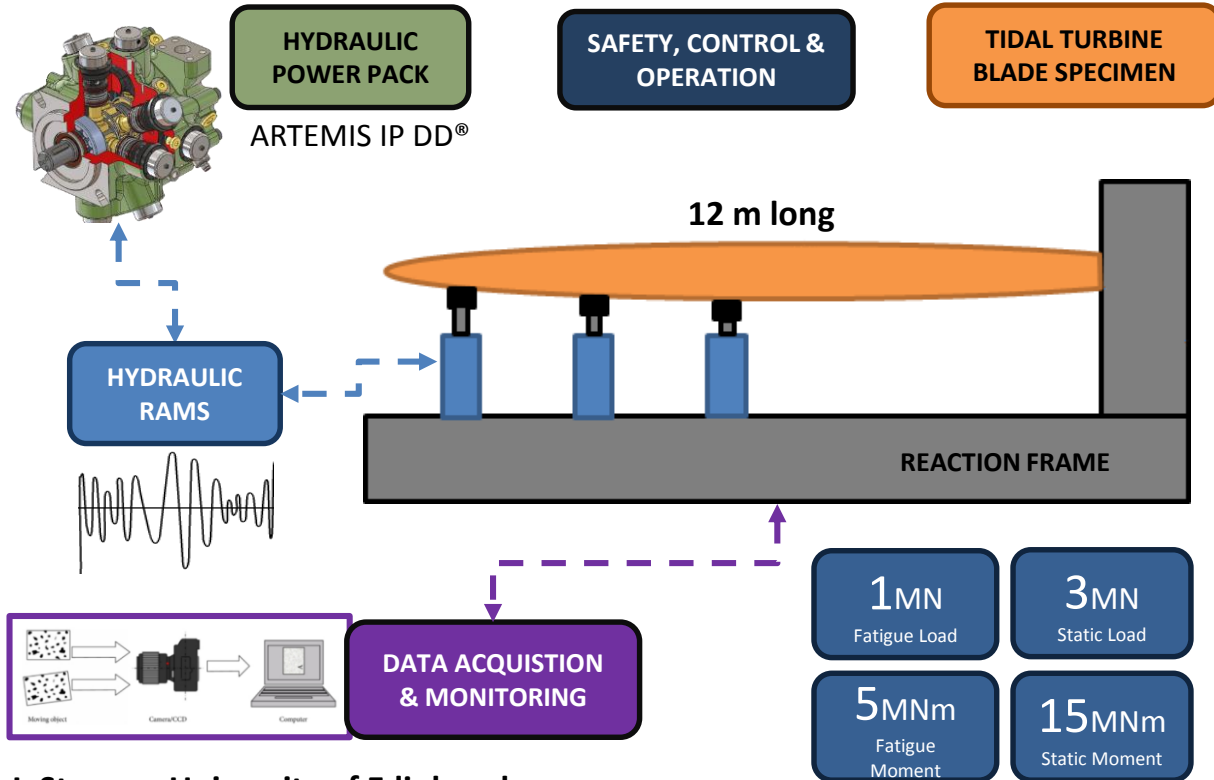 HYDRAULIC
POWER PACK
SAFETY, CONTROL &
OPERATION
TIDAL TURBINE
BLADE SPECIMEN
ARTEMIS IP DD®
12 m long
HYDRAULIC
RAMS
REACTION FRAME
1MN
Fatigue Load
3MN
Static Load
DATA ACQUISTION
& MONITORING
Moving object
Camera/CCD
Computer
5MNm
Fatigue
Moment
15MNm
Static Moment